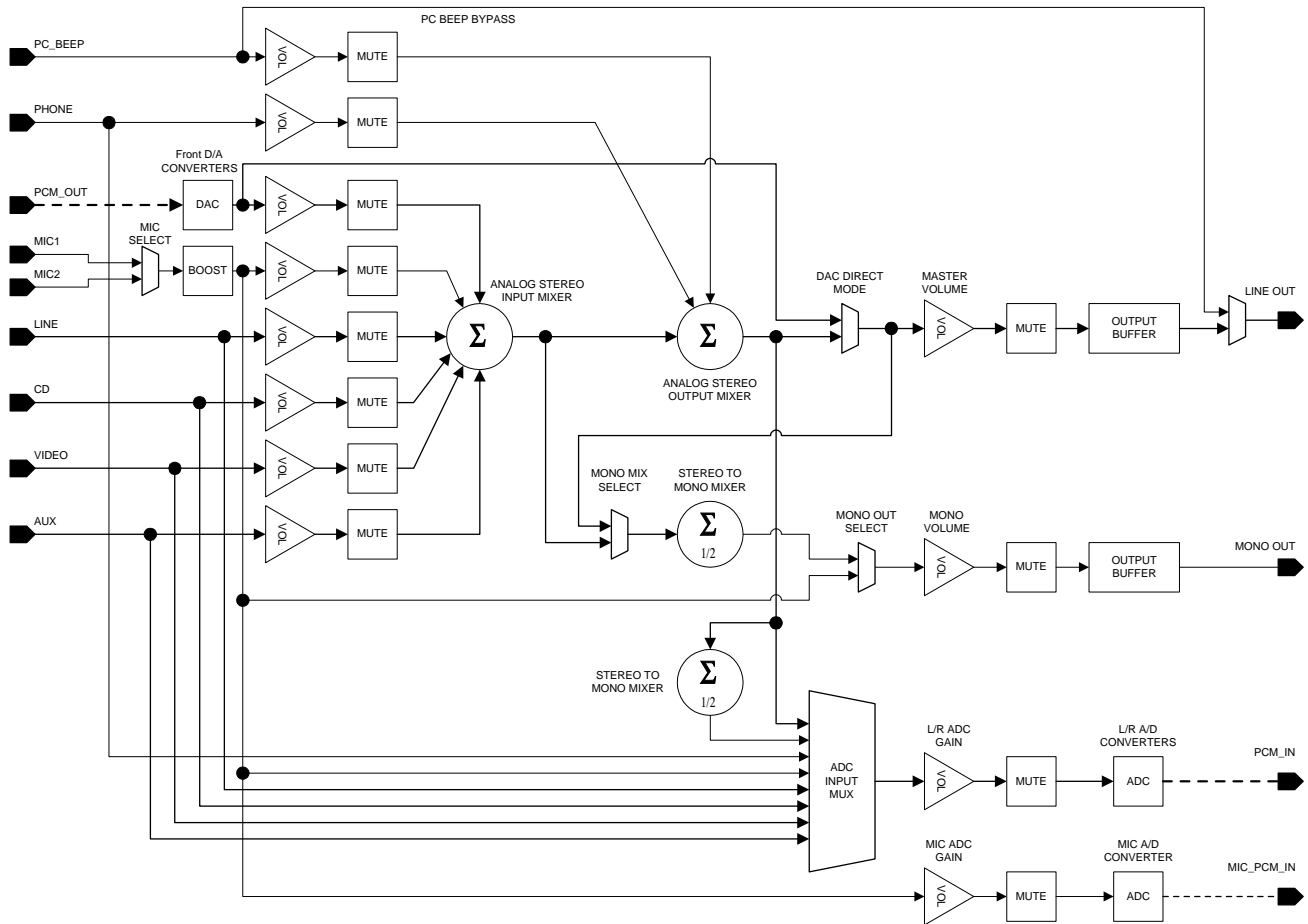 PC BEEP BYPASS
PC_BEEP
VOL
MUTE
PHONE
VOL
MUTE
Front D/A
CONVERTERS
PCM_OUT
DAC
VOL
MUTE
MIC
SELECT
MIC1
MIC2
BOOST
VOL
MUTE
ANALOG STEREO
INPUT MIXER
Σ
LINE
VOL
MUTE
CD
VOL
MUTE
VIDEO
VOL
MUTE
AUX
VOL
MUTE
Σ
ANALOG STEREO
OUTPUT MIXER
DAC DIRECT
MODE
MASTER
VOLUME
VOL
MUTE
OUTPUT
BUFFER
LINE OUT
MONO MIX
SELECT
STEREO TO
MONO MIXER
Σ
1/2
MONO OUT
SELECT
MONO
VOLUME
VOL
MUTE
OUTPUT
BUFFER
MONO OUT
STEREO TO
MONO MIXER
Σ
1/2
ADC
INPUT
MUX
L/R ADC
GAIN
VOL
MUTE
L/R A/D
CONVERTERS
ADC
PCM_IN
MIC ADC
GAIN
VOL
MUTE
MIC A/D
CONVERTER
ADC
MIC_PCM_IN